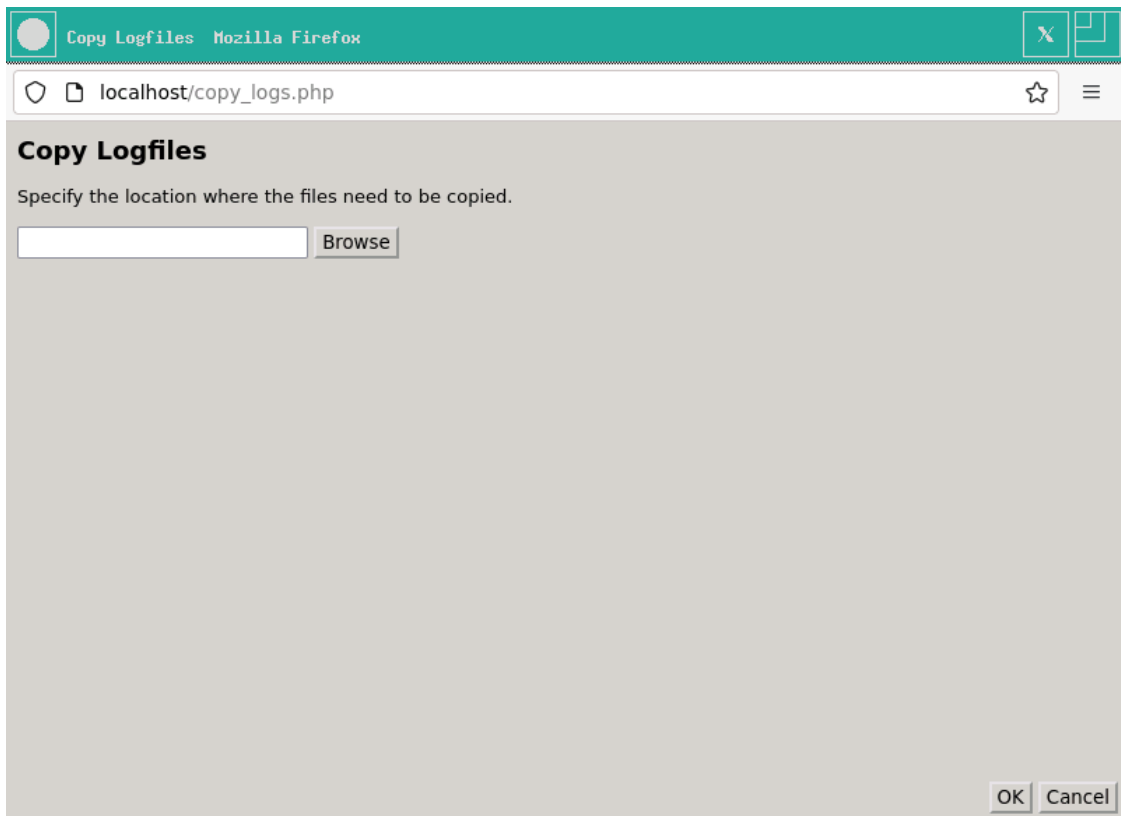 Copy Logfiles Mozilla Firefox
X
localhost/copy_logs.php
Copy Logfiles
Specify the location where the files need to be copied.
Browse
OK Cancel